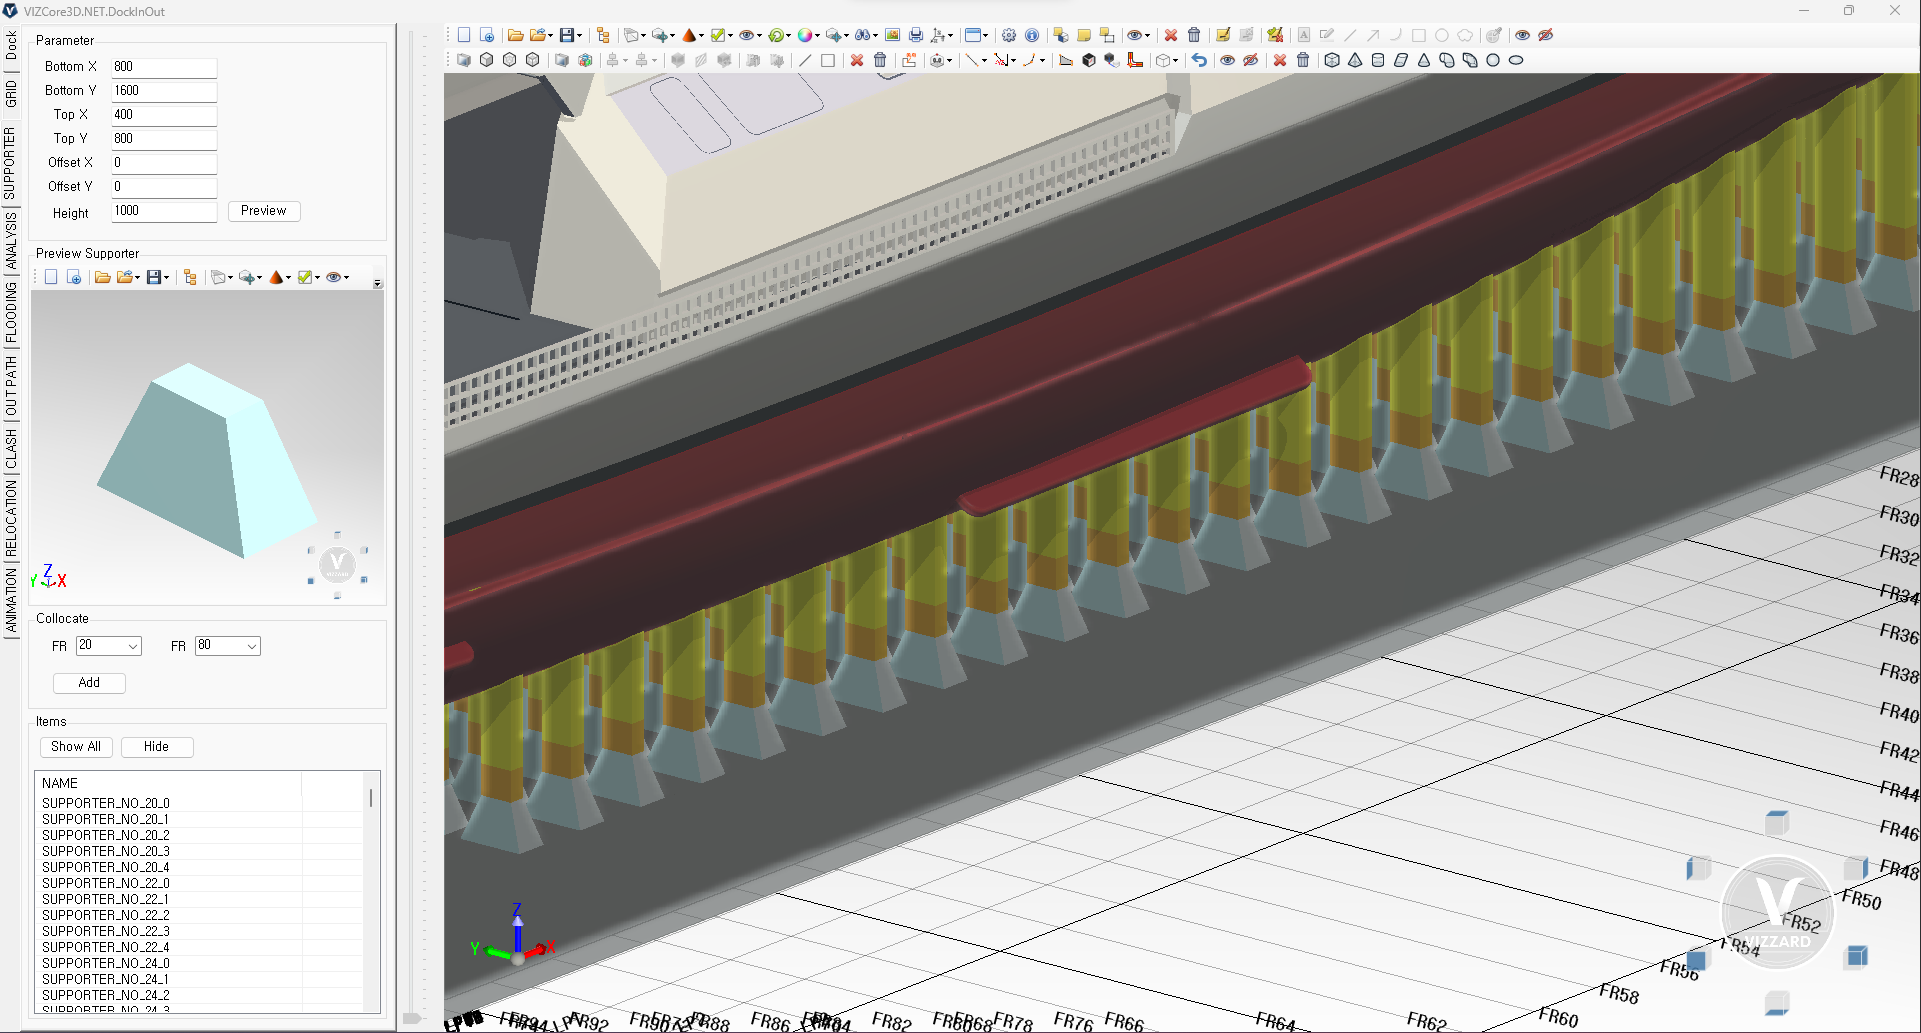 VIZCore3D.NET.DockInOut
Dock
GRID
SUPPORTER
ANALYSIS
FLOODING
OUT PATH
CLASH
RELOCATION
ANIMATION
Parameter
Bottom X 800
Bottom Y 1600
Top X 400
Top Y 800
Offset X 0
Offset Y 0
Height 1000 Preview
Preview Supporter
VIZZARD
Z
Y X
Collocate
FR 20 FR 80
Add
Items
Show All Hide
NAME
SUPPORTER_NO_20_0
SUPPORTER_NO_20_1
SUPPORTER_NO_20_2
SUPPORTER_NO_20_3
SUPPORTER_NO_20_4
SUPPORTER_NO_22_0
SUPPORTER_NO_22_1
SUPPORTER_NO_22_2
SUPPORTER_NO_22_3
SUPPORTER_NO_22_4
SUPPORTER_NO_24_0
SUPPORTER_NO_24_1
SUPPORTER_NO_24_2
SUPPORTER_NO_24_3
FR28
FR30
FR32
FR34
FR36
FR38
FR40
FR42
FR44
FR46
FR48
FR50
FR52
FR54
FR56
FR58
FR60
FR62
FR64
FR66
FR76
FR78
FR68
FR82
FR86
FR88
FR92
VIZZARD
Z
Y X